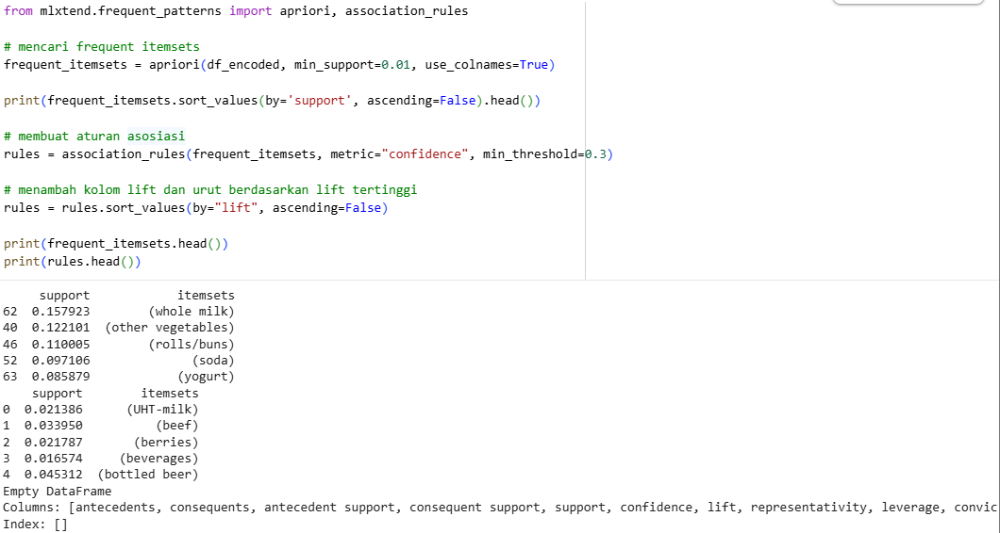 from mlxtend.frequent_patterns import apriori, association_rules
# mencari frequent itemsets
frequent_itemsets = apriori(df_encoded, min_support=0.01, use_colnames=True)
print(frequent_itemsets.sort_values(by='support', ascending=False).head())
# membuat aturan asosiasi
rules = association_rules(frequent_itemsets, metric="confidence", min_threshold=0.3)
# menambah kolom lift dan urut berdasarkan lift tertinggi
rules = rules.sort_values(by="lift", ascending=False)
print(frequent_itemsets.head())
print(rules.head())
support itemsets
62 0.157923 (whole milk)
40 0.122101 (other vegetables)
46 0.110005 (rolls/buns)
52 0.097106 (soda)
63 0.085879 (yogurt)
support itemsets
0 0.021386 (UHT-milk)
1 0.033950 (beef)
2 0.021787 (berries)
3 0.016574 (beverages)
4 0.045312 (bottled beer)
Empty DataFrame
Columns: [antecedents, consequents, antecedent support, consequent support, support, confidence, lift, representativity, leverage, convic
Index: []